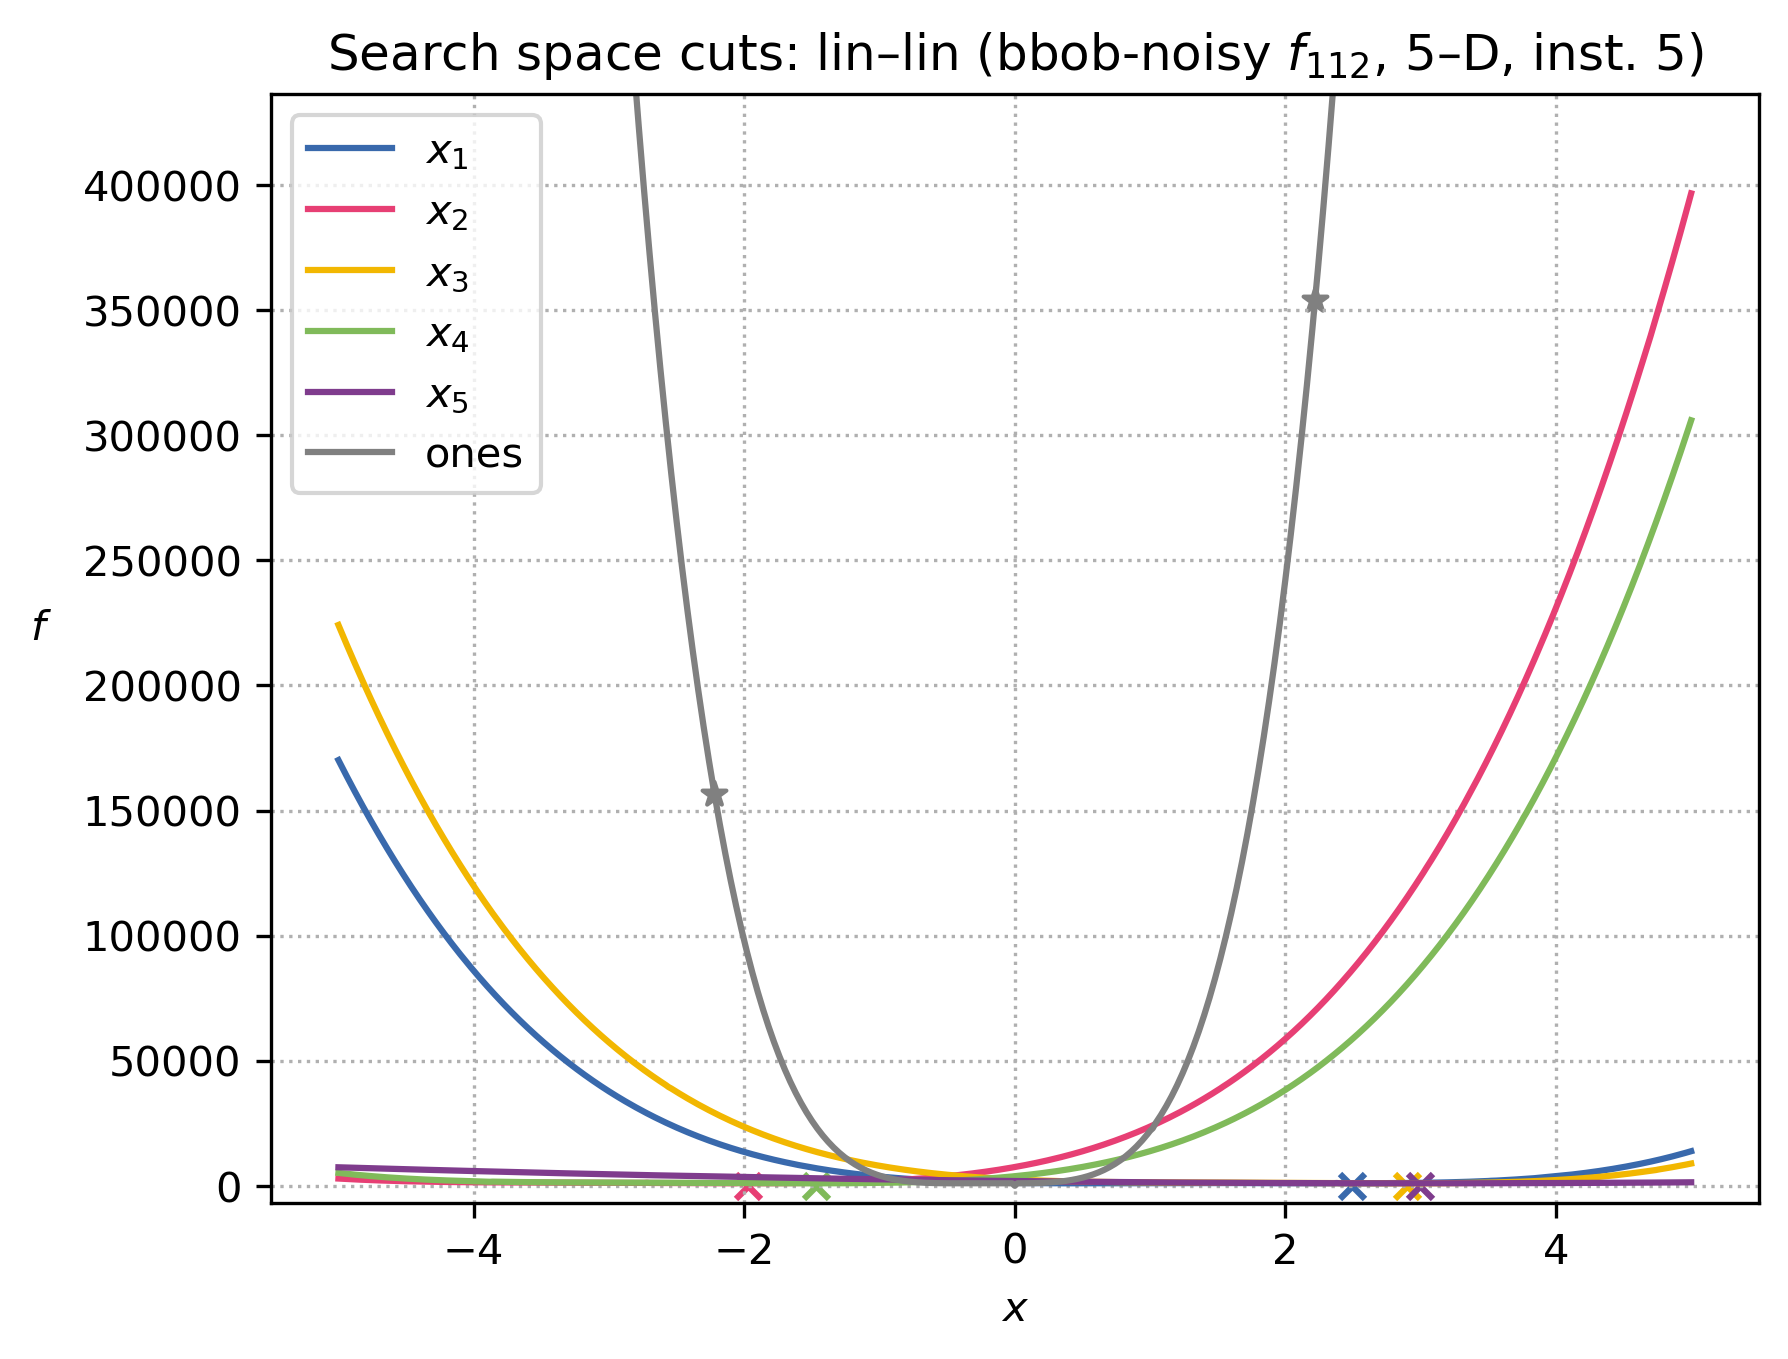 Search space cuts: lin–lin (bbob-noisy f₁₁₂, 5–D, inst. 5)
x₁
x₂
x₃
x₄
x₅
ones
400000
350000
300000
250000
200000
150000
100000
50000
0
f
−4 −2 0 2 4
x